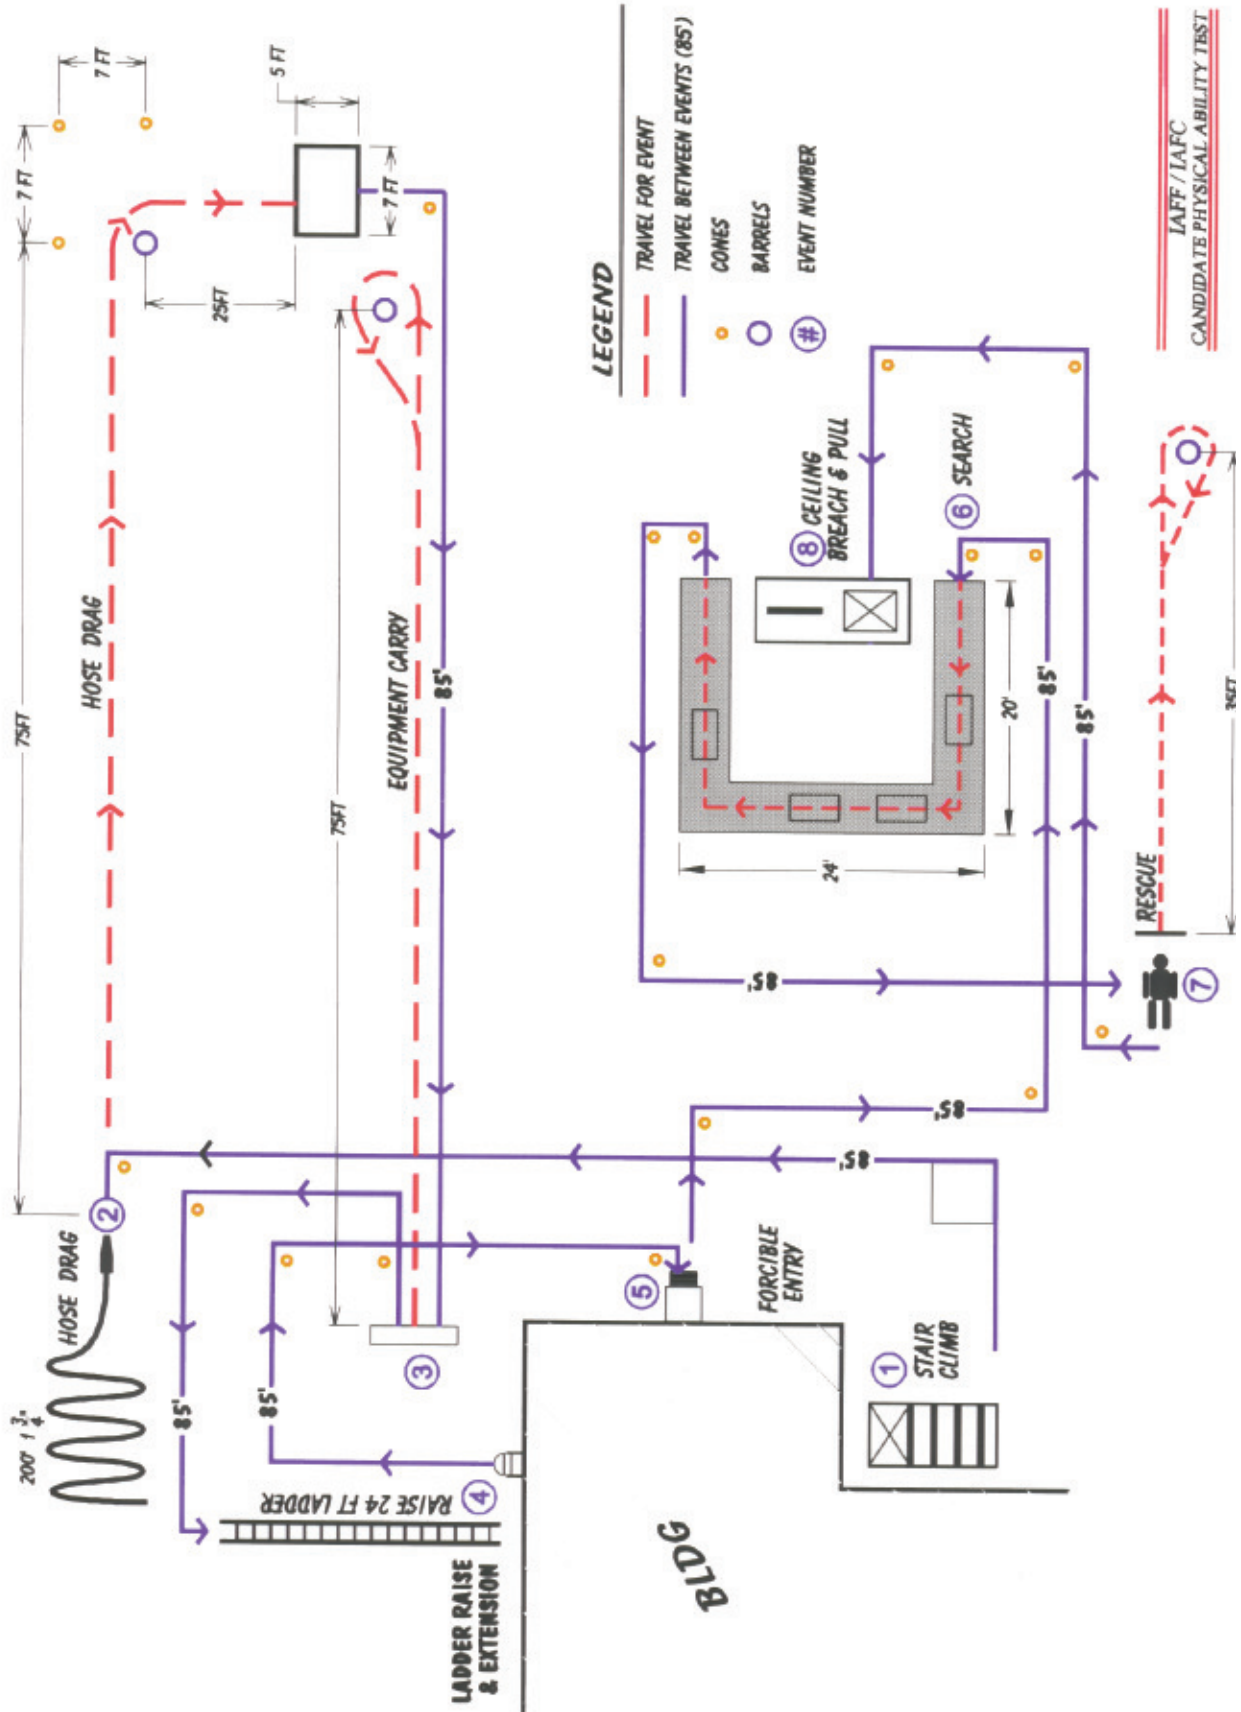 200' 1 3/4"
HOSE DRAG
2
75FT
HOSE DRAG
7 FT
7 FT
25FT
5 FT
7 FT
75FT
EQUIPMENT CARRY
85'
3
85'
85'
RAISE 24 FT LADDER
4
LADDER RAISE
& EXTENSION
BLDG
5
FORCIBLE
ENTRY
1
STAIR
CLIMB
85'
85'
85'
85'
85'
24'
20'
8
CEILING
BREACH & PULL
6
SEARCH
7
RESCUE
35FT
LEGEND
TRAVEL FOR EVENT
TRAVEL BETWEEN EVENTS (85')
CONES
BARRELS
# EVENT NUMBER
IAFF / IAFC
CANDIDATE PHYSICAL ABILITY TEST